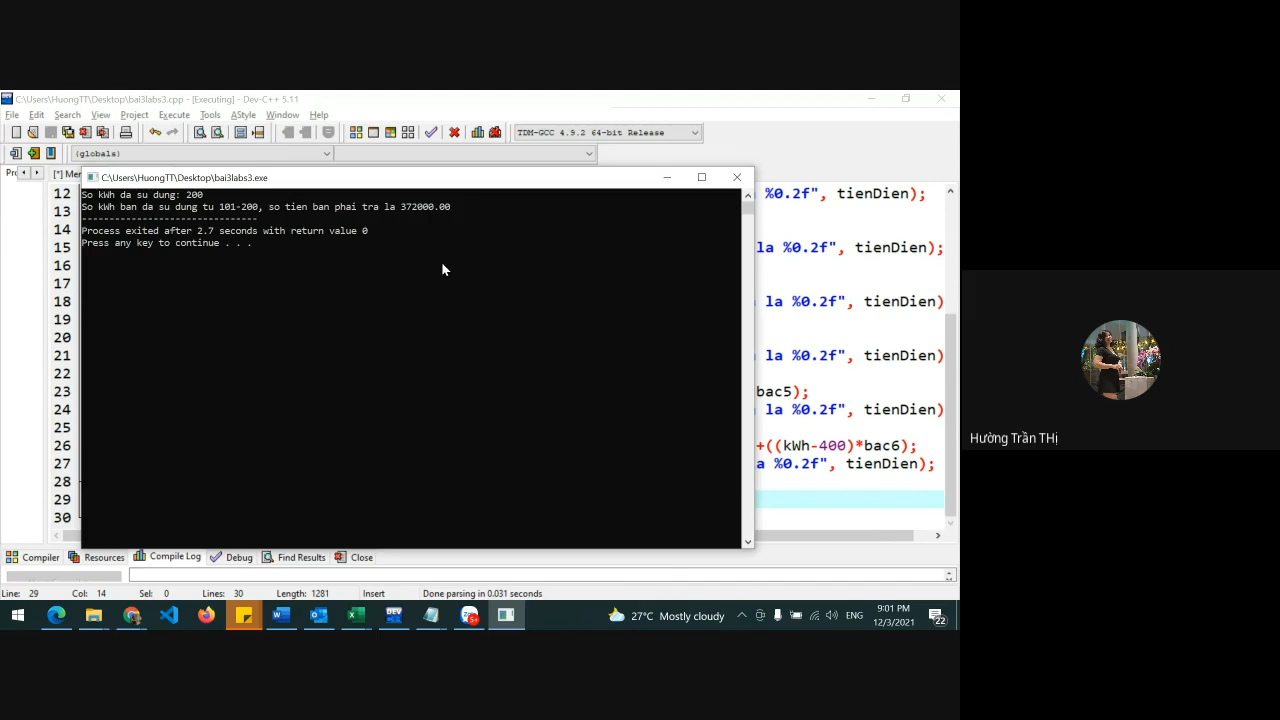 C:\Users\HuongTT\Desktop\bai3labs3.cpp - [Executing] - Dev-C++ 5.11
File Edit Search View Project Execute Tools AStyle Window Help
TDM-GCC 4.9.2 64-bit Release
(globals)
C:\Users\HuongTT\Desktop\bai3labs3.exe
So kWh da su dung: 200
So kWh ban da su dung tu 101-200, so tien ban phai tra la 372000.00
--------------------------------
Process exited after 2.7 seconds with return value 0
Press any key to continue . . .
12 %0.2f", tienDien);
13
14
15 la %0.2f", tienDien);
16
17
18 la %0.2f", tienDien)
19
20
21 la %0.2f", tienDien)
22
23 bac5);
24 la %0.2f", tienDien)
25
26 +((kWh-400)*bac6);
27 %0.2f", tienDien);
28
29
30
Hường Trần THị
Compiler Resources Compile Log Debug Find Results Close
Line: 29 Col: 14 Sel: 0 Lines: 30 Length: 1281 Insert Done parsing in 0.031 seconds
27°C Mostly cloudy ENG 9:01 PM
12/3/2021 22